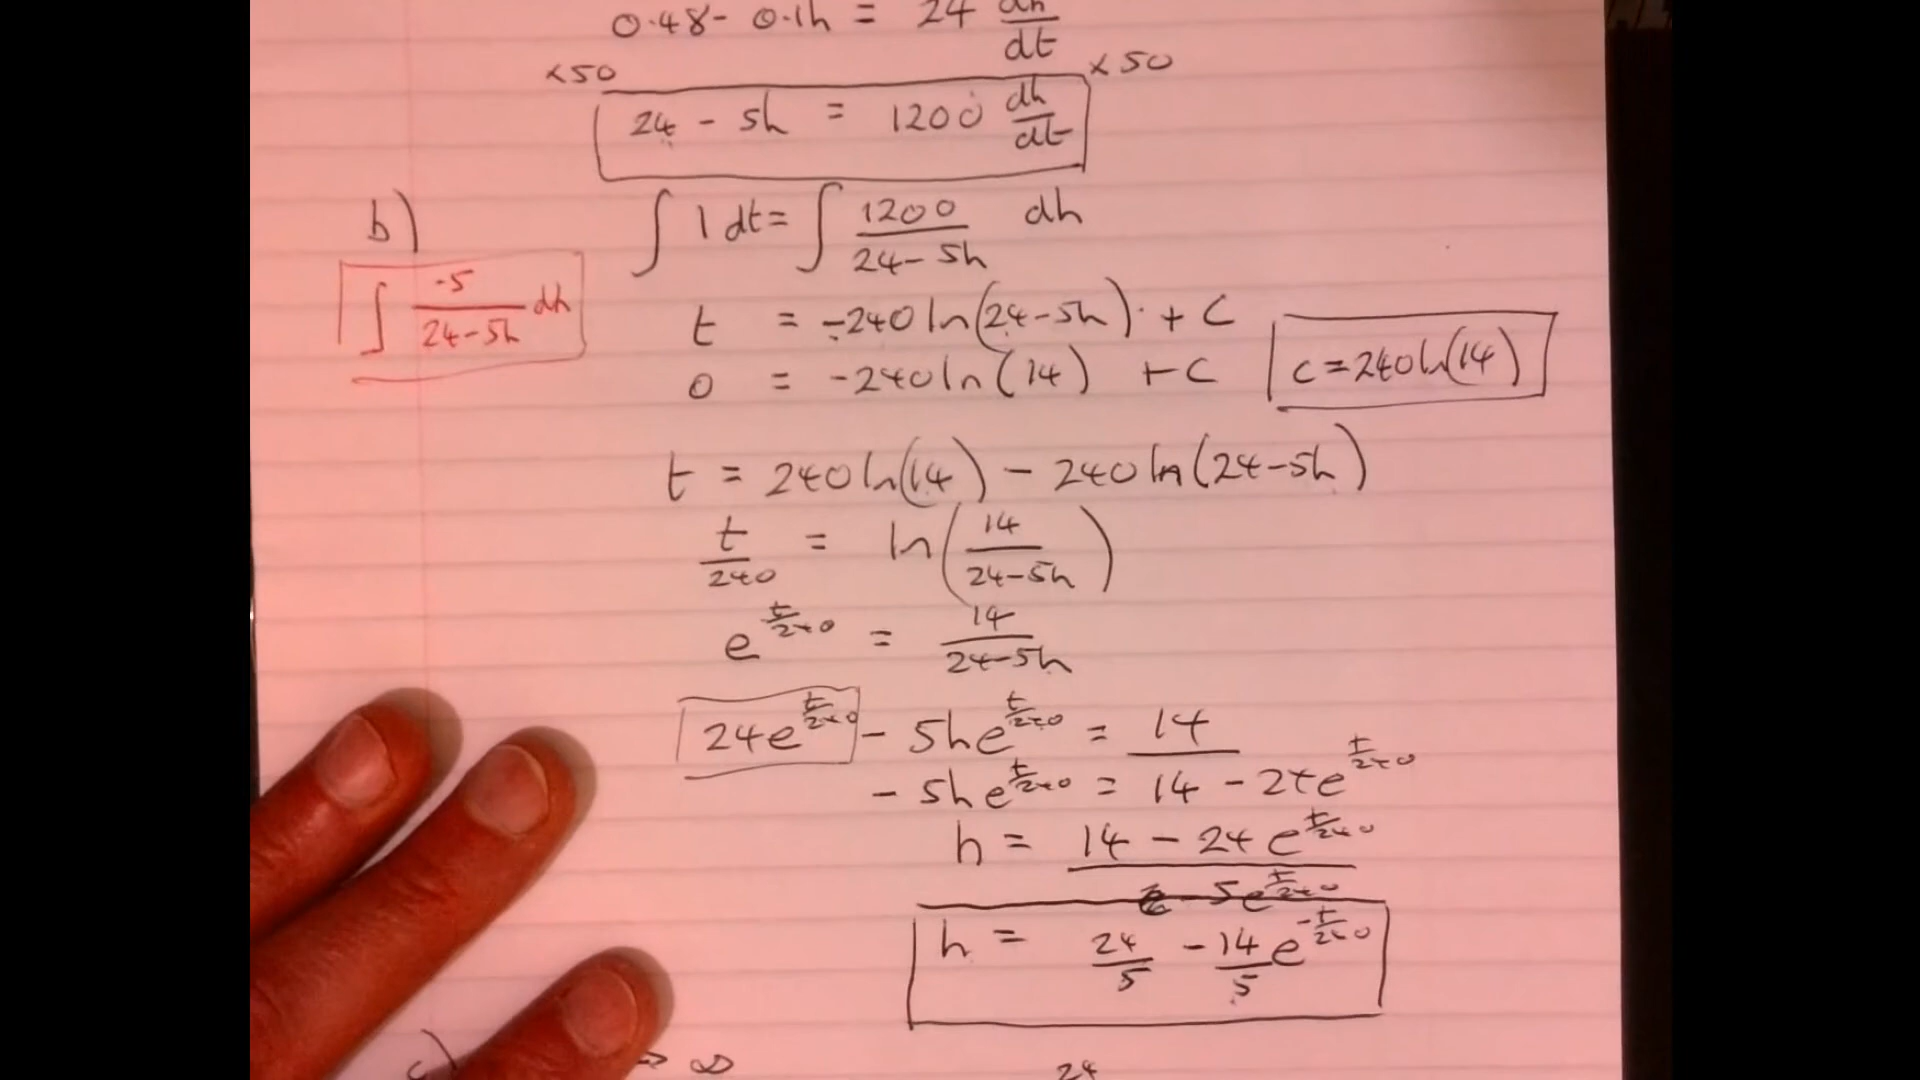 0.48 - 0.1h = 24 dh/dt
×50 ×50
24 - 5h = 1200 dh/dt
b) ∫ 1 dt = ∫ 1200/(24-5h) dh
∫ -5/(24-5h) dh
t = -240 ln(24-5h) + C
0 = -240 ln(14) + C
c = 240 ln(14)
t = 240 ln(14) - 240 ln(24-5h)
t/240 = ln(14/(24-5h))
e^(t/240) = 14/(24-5h)
24e^(t/240) - 5he^(t/240) = 14
- 5he^(t/240) = 14 - 24e^(t/240)
h = (14 - 24e^(t/240))/(-5e^(t/240))
h = 24/5 - 14/5 e^(-t/240)
c) → ∞ 24